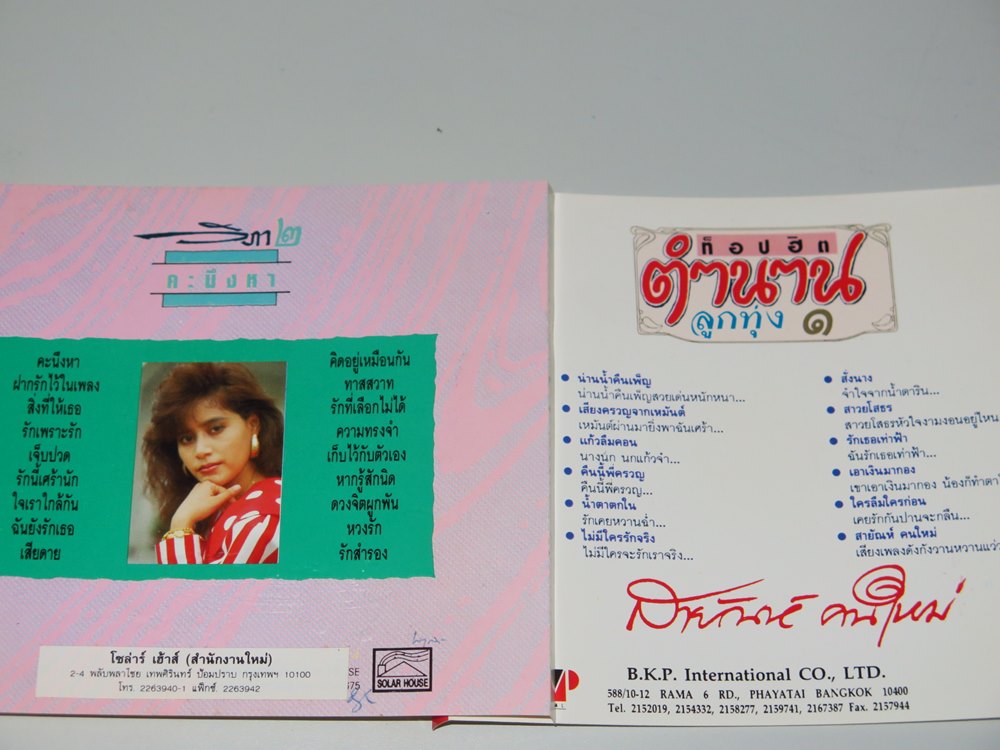 วิภา ๒
คะนึงหา
คะนึงหา
ฝากรักไว้ในเพลง
สิ่งที่ให้เธอ
รักเพราะรัก
เจ็บปวด
รักนี้เศร้านัก
ใจเราใกล้กัน
ฉันยังรักเธอ
เสียดาย
คิดอยู่เหมือนกัน
ทาสสวาท
รักที่เลือกไม่ได้
ความทรงจำ
เก็บไว้กับตัวเอง
หากรู้สักนิด
ดวงจิตผูกพัน
หวงรัก
รักสำรอง
โซล่าร์ เฮ้าส์ (สำนักงานใหม่)
2-4 พลับพลาไชย เทพศิรินทร์ ป้อมปราบ กรุงเทพฯ 10100
โทร. 2263940-1 แฟ็กซ์. 2263942
SOLAR HOUSE
ท็อปฮิต
ตำนาน
ลูกทุ่ง ๑
น่านน้ำคืนเพ็ญ
น่านน้ำคืนเพ็ญสวยเด่นหนักหนา...
เสียงครวญจากเหมันต์
เหมันต์ผ่านมายิ่งพาฉันเศร้า...
แก้วลืมคอน
นางนก นกแก้วจ๋า...
คืนนี้พี่ครวญ
คืนนี้พี่ครวญ...
น้ำตาตกใน
รักเคยหวานฉ่ำ...
ไม่มีใครรักจริง
ไม่มีใครจะรักเราจริง...
สั่งนาง
จำใจจากน้ำตาริน...
สาวยโสธร
สาวยโสธรหัวใจงามงอนอยู่ไหน
รักเธอเท่าฟ้า
ฉันรักเธอเท่าฟ้า...
เอาเงินมากอง
เขาเอาเงินมากอง น้องก็ทำตา
ใครลืมใครก่อน
เคยรักกันปานจะกลืน...
สายัณห์ คนใหม่
เสียงเพลงดังกังวานหวานแว่ว
สายัณห์ คนใหม่
B.K.P. International CO., LTD.
588/10-12 RAMA 6 RD., PHAYATAI BANGKOK 10400
Tel. 2152019, 2154332, 2158277, 2159741, 2167387 Fax. 2157944